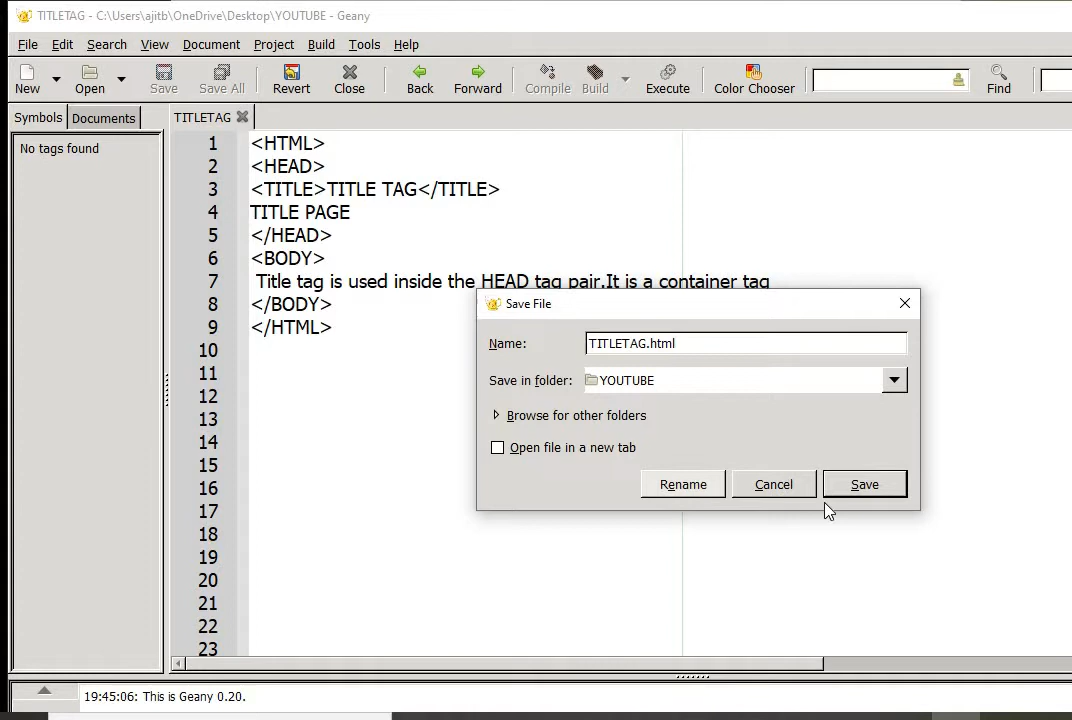 TITLETAG - C:\Users\ajitb\OneDrive\Desktop\YOUTUBE - Geany
File Edit Search View Document Project Build Tools Help
New Open Save Save All Revert Close Back Forward Compile Build Execute Color Chooser Find
Symbols Documents TITLETAG
No tags found
1 <HTML>
2 <HEAD>
3 <TITLE>TITLE TAG</TITLE>
4 TITLE PAGE
5 </HEAD>
6 <BODY>
7 Title tag is used inside the HEAD tag pair.It is a container tag
8 </BODY>
9 </HTML>
10
11
12
13
14
15
16
17
18
19
20
21
22
23
Save File
Name: TITLETAG.html
Save in folder: YOUTUBE
Browse for other folders
Open file in a new tab
Rename Cancel Save
19:45:06: This is Geany 0.20.